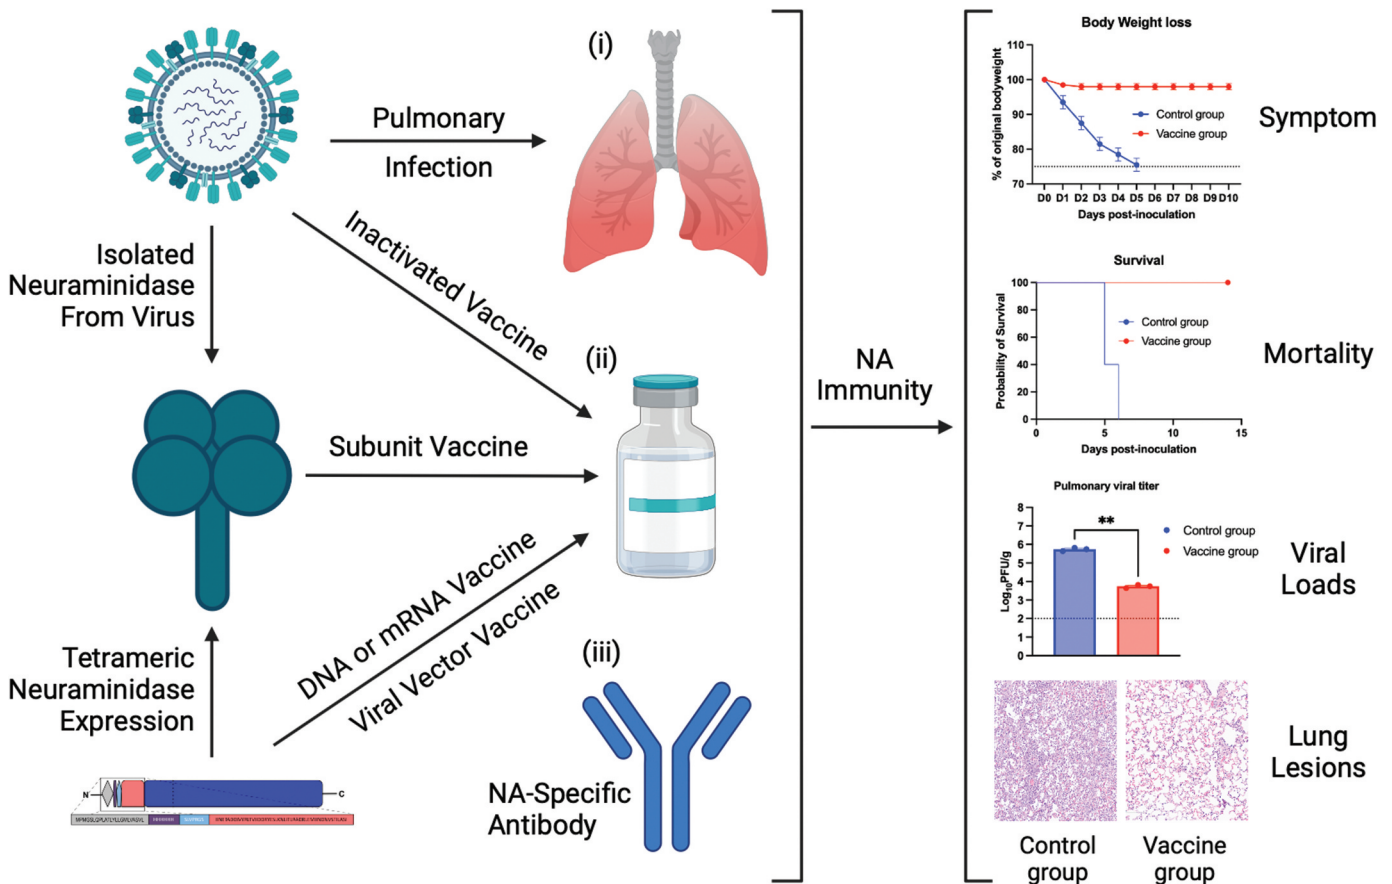 (i)
Pulmonary
Infection
Isolated
Neuraminidase
From Virus
Inactivated Vaccine
(ii)
Subunit Vaccine
DNA or mRNA Vaccine
Viral Vector Vaccine
Tetrameric
Neuraminidase
Expression
N
C
(iii)
NA-Specific
Antibody
NA
Immunity
Body Weight loss
% of original bodyweight
110
100
90
80
70
Control group
Vaccine group
D0 D1 D2 D3 D4 D5 D6 D7 D8 D9 D10
Days post-inoculation
Symptom
Survival
Probability of Survival
100
80
60
40
20
0
Control group
Vaccine group
0 5 10 15
Days post-inoculation
Mortality
Pulmonary viral titer
Log10PFU/g
8
7
6
5
4
3
2
1
0
**
Control group
Vaccine group
Viral
Loads
Lung
Lesions
Control
group
Vaccine
group